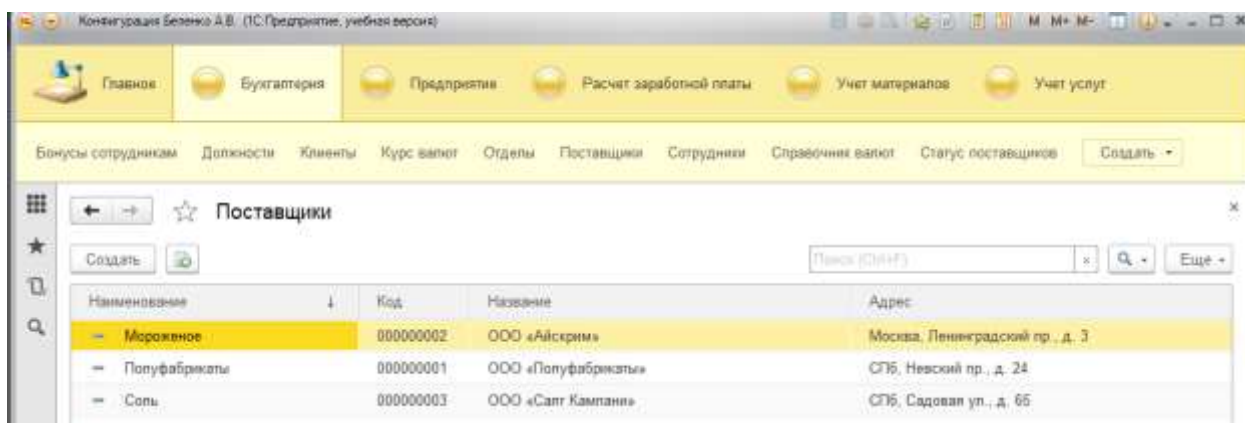 Конфигурация Беленко А.В. (1С:Предприятие, учебная версия) M M+ M-
Главное Бухгалтерия Предприятие Расчет заработной платы Учет материалов Учет услуг
Бонусы сотрудникам Должности Клиенты Курс валют Отделы Поставщики Сотрудники Справочник валют Статус поставщиков Создать
Поставщики
Создать Поиск (Ctrl+F) × Еще
Наименование ↓ Код Название Адрес
Мороженое 000000002 ООО «Айскрим» Москва, Ленинградский пр., д. 3
Полуфабрикаты 000000001 ООО «Полуфабрикаты» СПб, Невский пр., д. 24
Соль 000000003 ООО «Салт Кампани» СПб, Садовая ул., д. 65